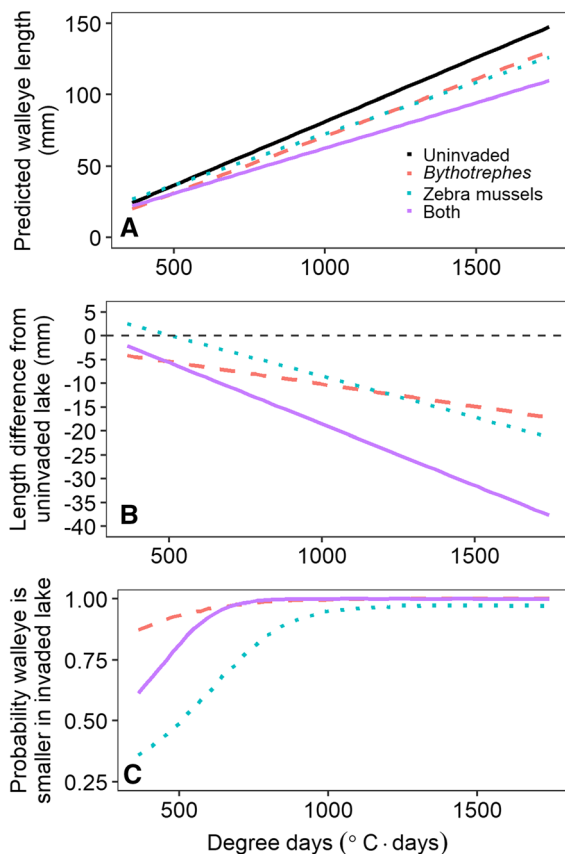 Predicted walleye length
(mm)
150
100
50
0
Uninvaded
Bythotrephes
Zebra mussels
Both
A
500
1000
1500
Length difference from
uninvaded lake (mm)
5
0
-5
-10
-15
-20
-25
-30
-35
-40
B
500
1000
1500
Probability walleye is
smaller in invaded lake
1.00
0.75
0.50
0.25
C
500
1000
1500
Degree days (° C · days)